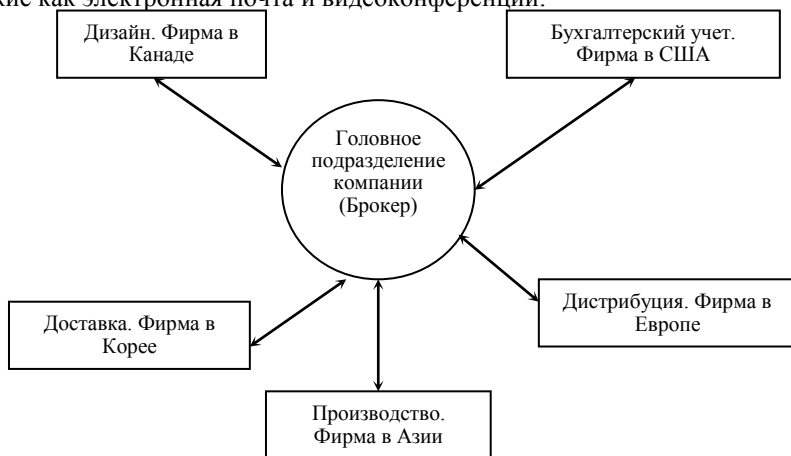 как электронная почта и видеоконференции.
Дизайн. Фирма в
Канаде
Бухгалтерский учет.
Фирма в США
Головное
подразделение
компании
(Брокер)
Дистрибуция. Фирма в
Европе
Доставка. Фирма в
Корее
Производство.
Фирма в Азии